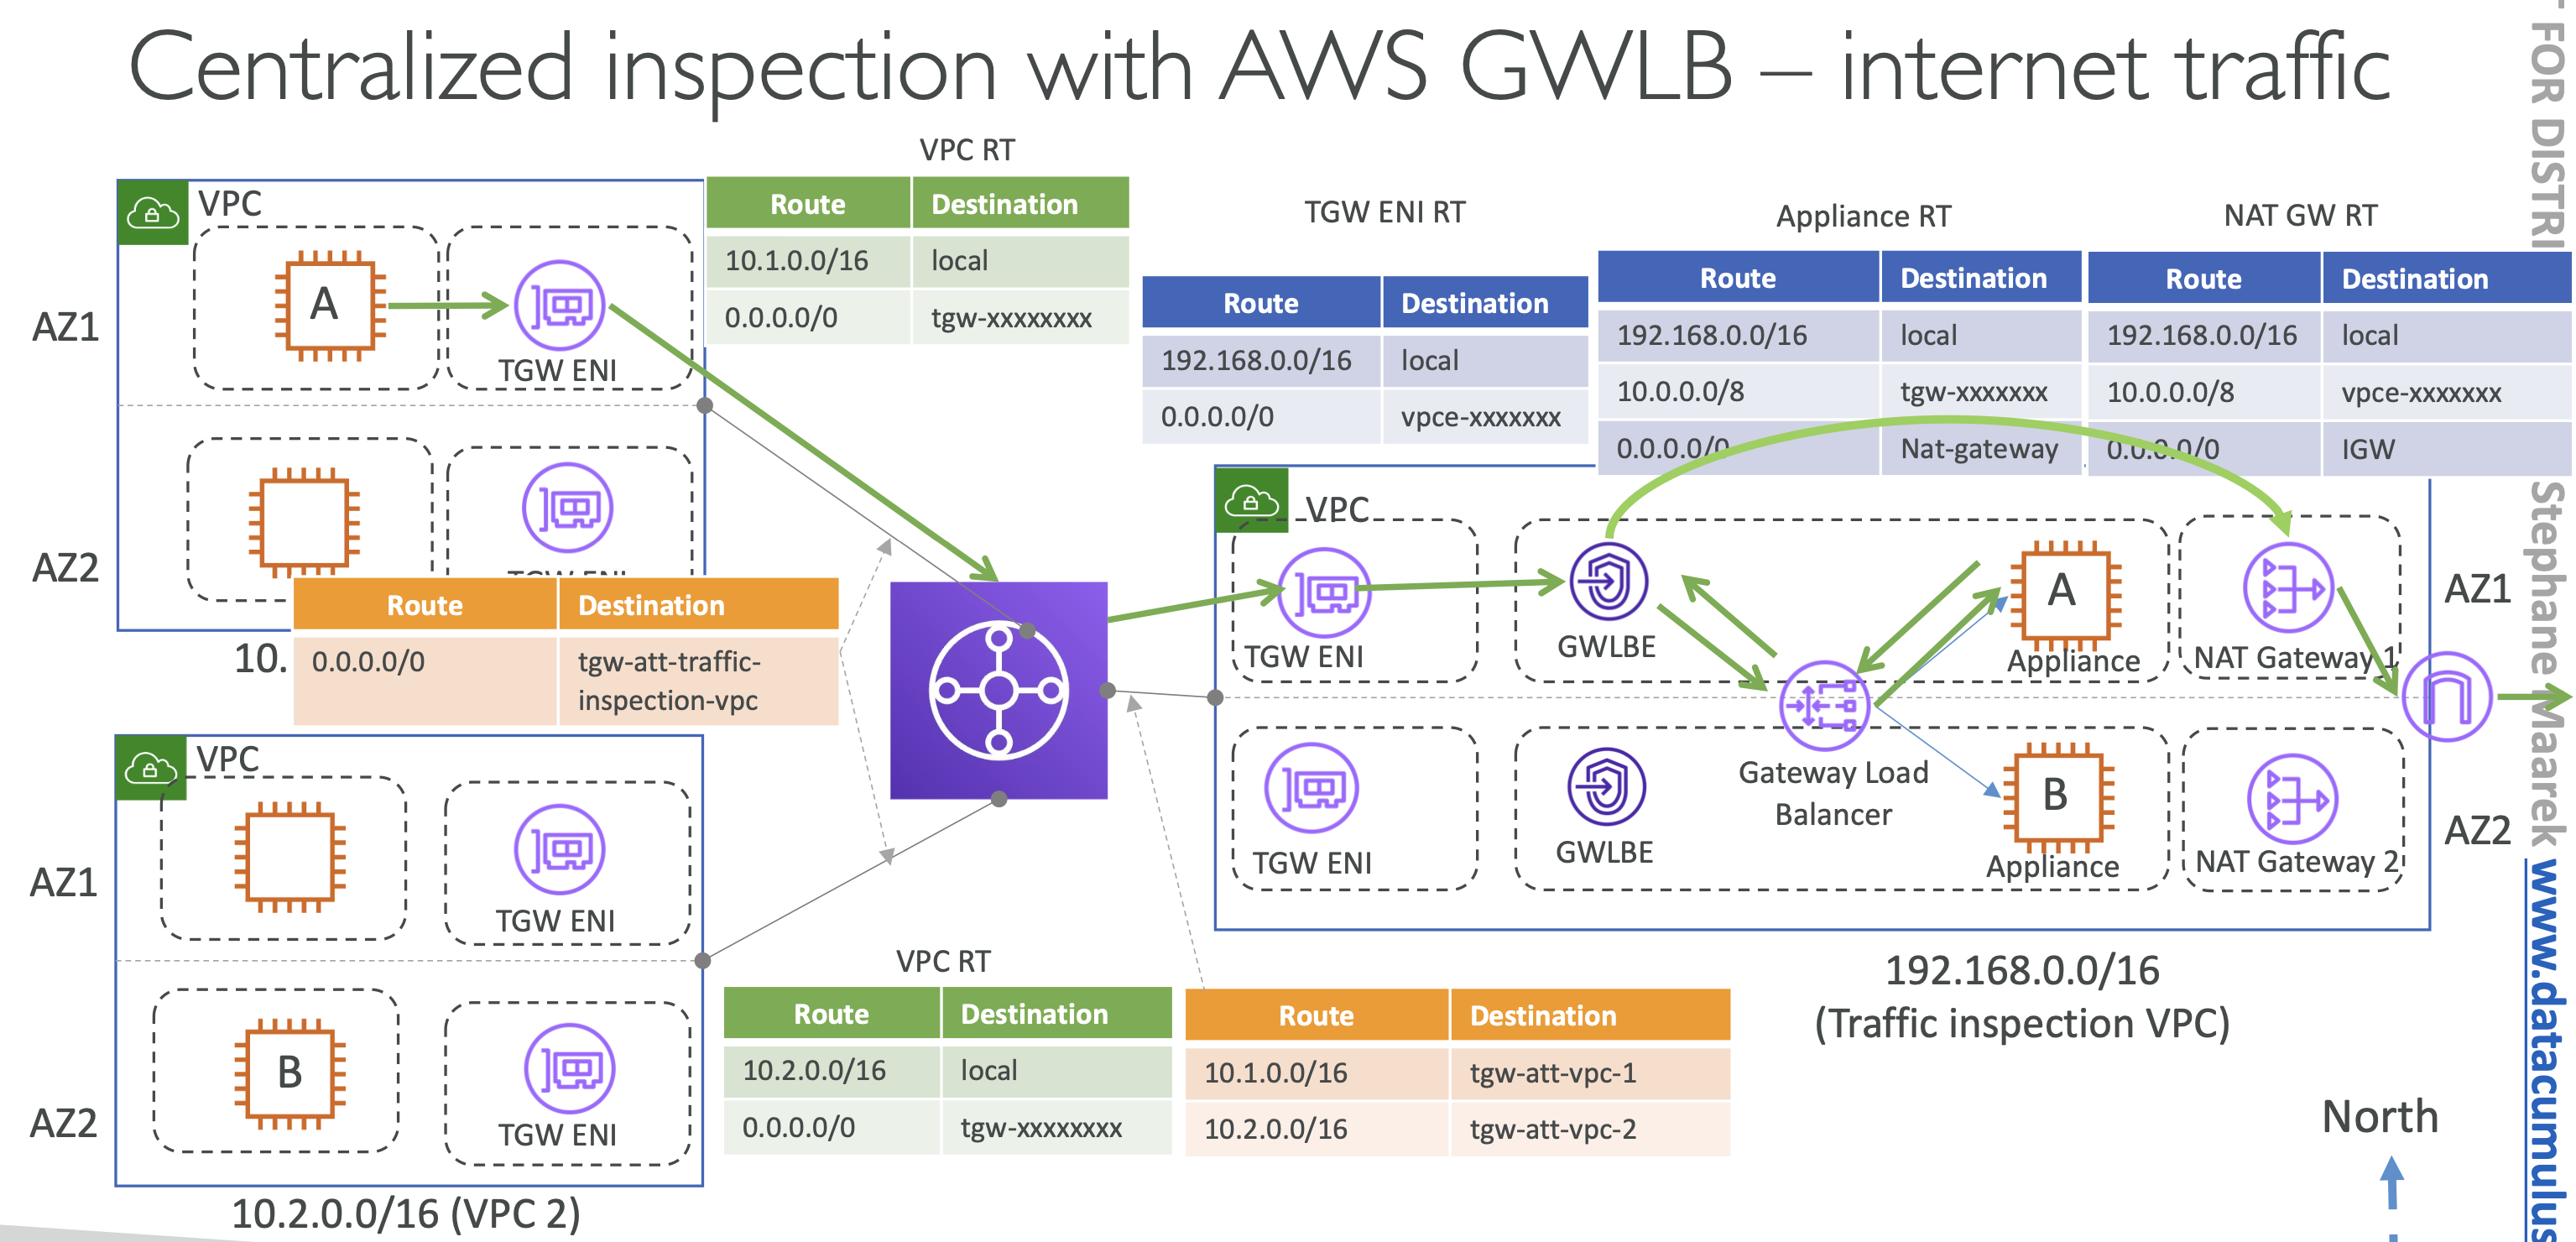 Centralized inspection with AWS GWLB – internet traffic
VPC RT
Route Destination
10.1.0.0/16 local
0.0.0.0/0 tgw-xxxxxxxx
TGW ENI RT
Route Destination
192.168.0.0/16 local
0.0.0.0/0 vpce-xxxxxxx
Appliance RT
Route Destination
192.168.0.0/16 local
10.0.0.0/8 tgw-xxxxxxx
0.0.0.0/0 Nat-gateway
NAT GW RT
Route Destination
192.168.0.0/16 local
10.0.0.0/8 vpce-xxxxxxx
0.0.0.0/0 IGW
VPC
AZ1
A
TGW ENI
AZ2
TGW ENI
10.
Route Destination
0.0.0.0/0 tgw-att-traffic-
inspection-vpc
VPC
AZ1
TGW ENI
AZ2
B
TGW ENI
10.2.0.0/16 (VPC 2)
VPC RT
Route Destination
10.2.0.0/16 local
0.0.0.0/0 tgw-xxxxxxxx
Route Destination
10.1.0.0/16 tgw-att-vpc-1
10.2.0.0/16 tgw-att-vpc-2
VPC
TGW ENI
GWLBE
A
Appliance
NAT Gateway 1
AZ1
TGW ENI
GWLBE
Gateway Load
Balancer
B
Appliance
NAT Gateway 2
AZ2
192.168.0.0/16
(Traffic inspection VPC)
North
FOR DISTRI
Stephane Maarek
www.datacumulus